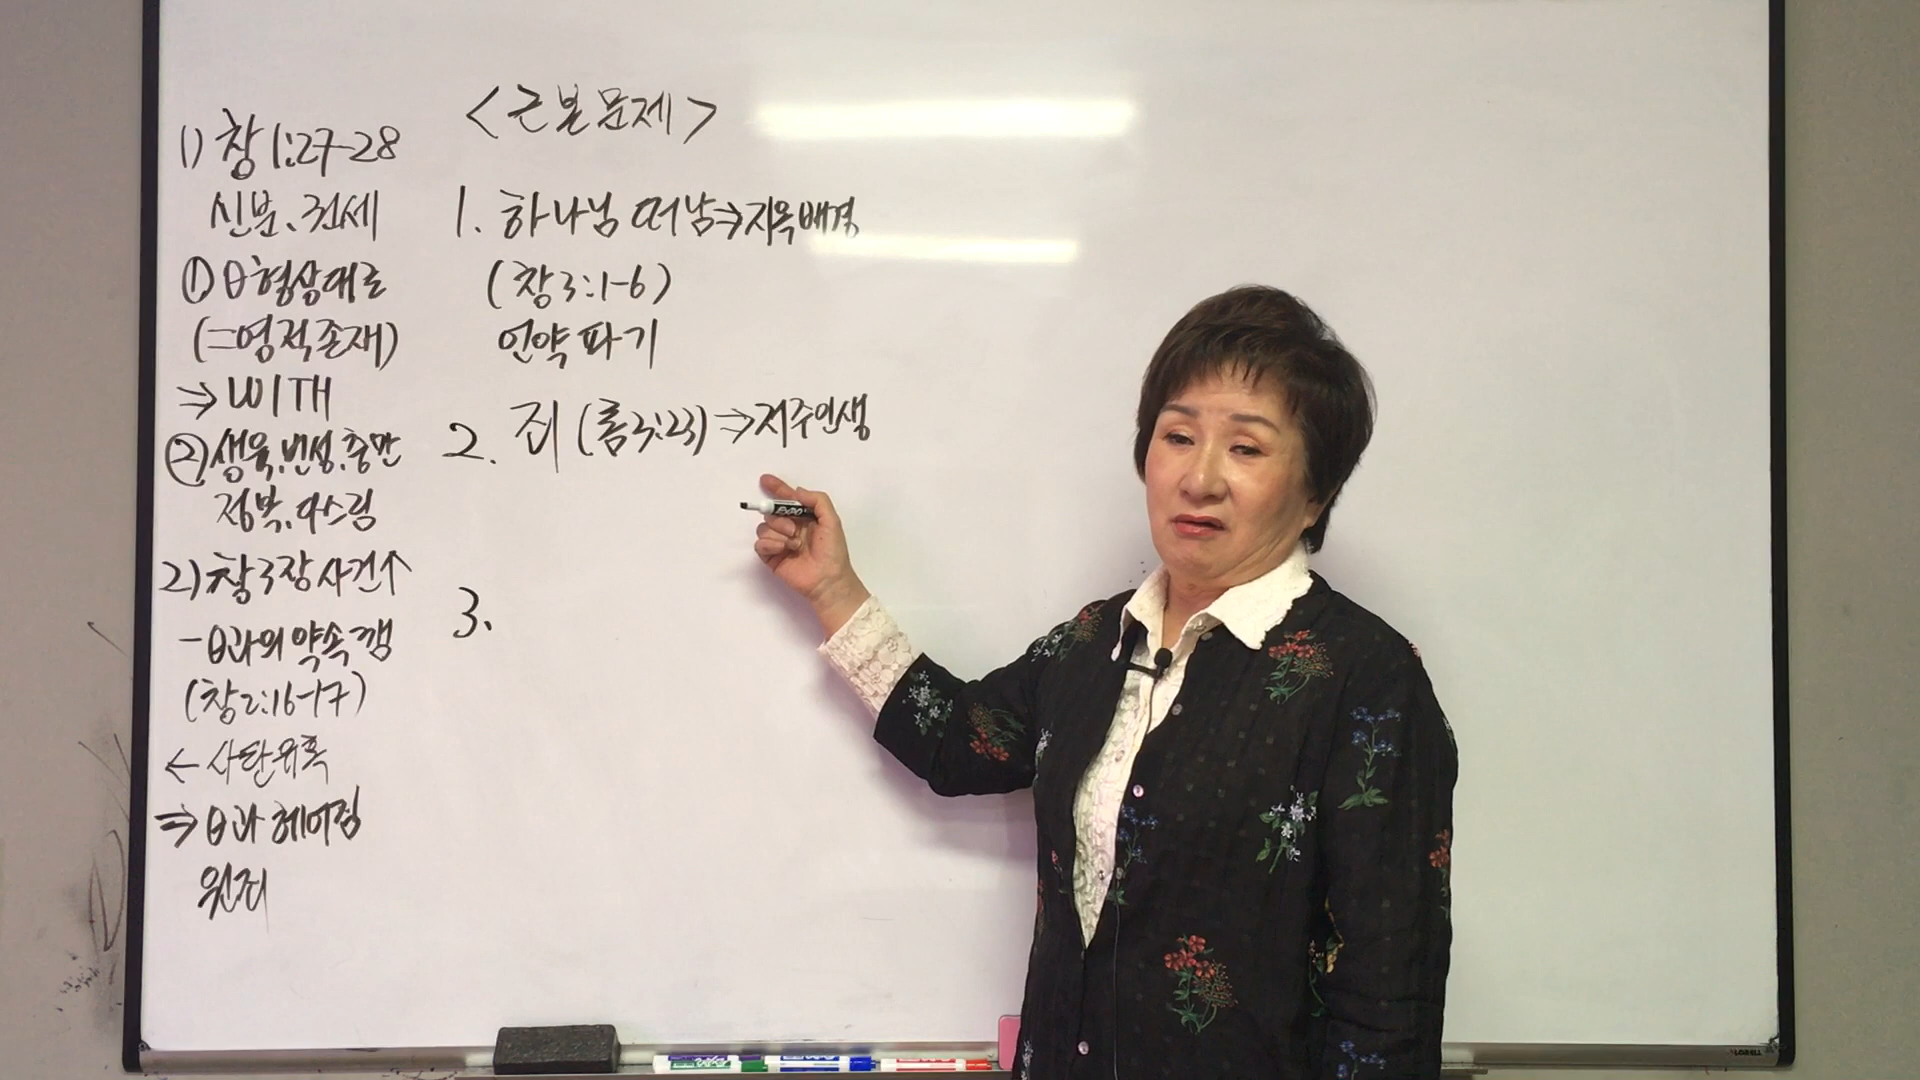 <근본문제>
1) 창 1:27-28
신분、권세
① θ형상대로
(=영적존재)
⇒ WITH
② 생육、번성、충만
정복、다스림
2) 창3장 사건↑
- θ과의 약속 깸
(창2:16-17)
← 사탄유혹
⇒ θ과 헤어짐
원죄
1. 하나님 떠남⇒지옥배경
(창3:1-6)
언약파기
2. 죄 (롬3:23)⇒저주인생
3.
EXPO